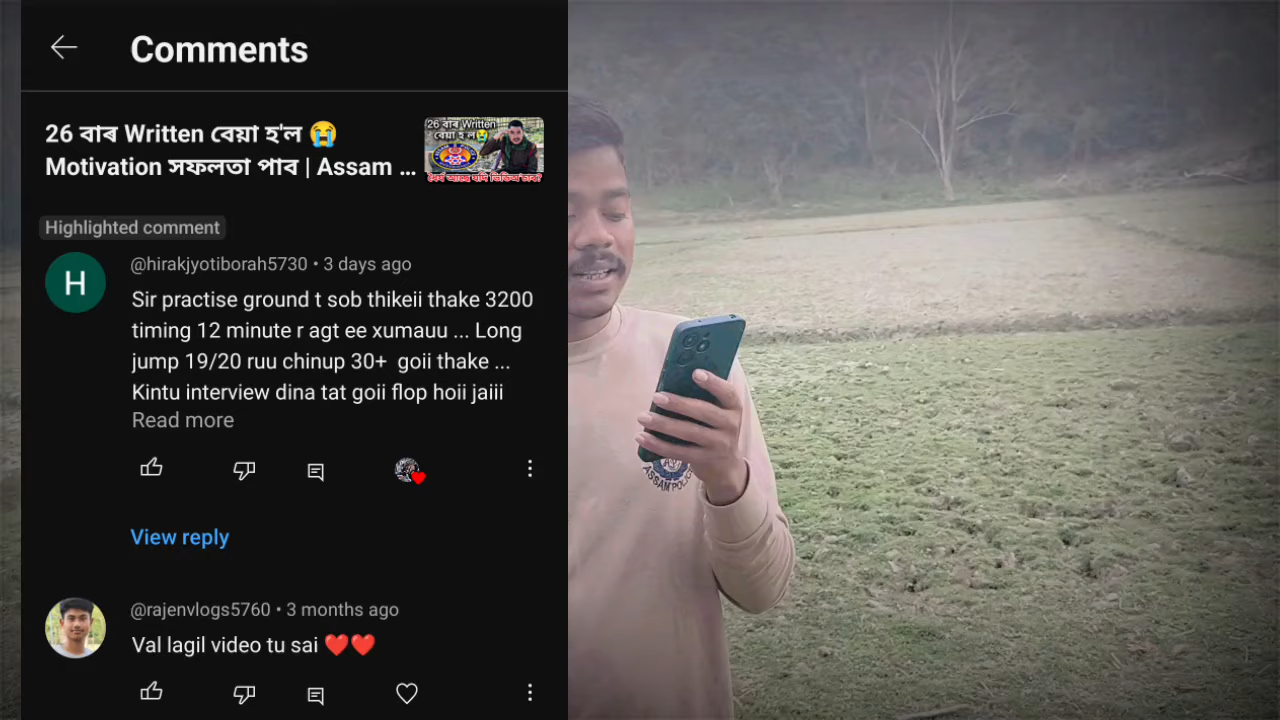 Comments
26 বাৰ Written বেয়া হ'ল 😭
Motivation সফলতা পাব | Assam ...
26 বাৰ Written
বেয়া হ'ল😭
ধৈৰ্য আছে যদি ভিডিঅ' চাব?
Highlighted comment
H
@hirakjyotiborah5730 • 3 days ago
Sir practise ground t sob thikeii thake 3200
timing 12 minute r agt ee xumauu ... Long
jump 19/20 ruu chinup 30+ goii thake ...
Kintu interview dina tat goii flop hoii jaiii
Read more
View reply
@rajenvlogs5760 • 3 months ago
Val lagil video tu sai ❤️❤️
ASSAM POLIC